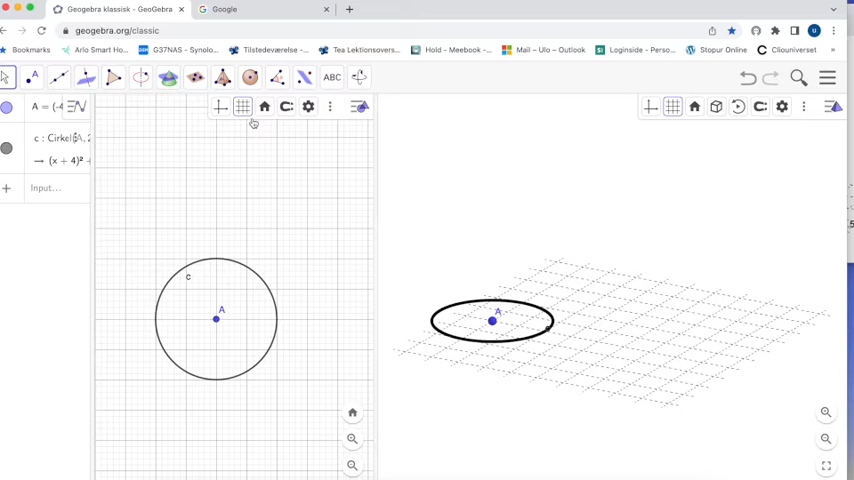 Geogebra klassisk - GeoGebra
Google
geogebra.org/classic
Bookmarks
Arlo Smart Ho...
G37NAS - Synolo...
Tilstedeværelse -...
Tea Lektionsovers...
Hold - Meebook -...
Mail – Ulo – Outlook
Loginside - Perso...
Stopur Online
Cliouniverset
A
ABC
A = (-4
c : Cirkel(A, 2
→ (x + 4)² +
Input...
c
A
A